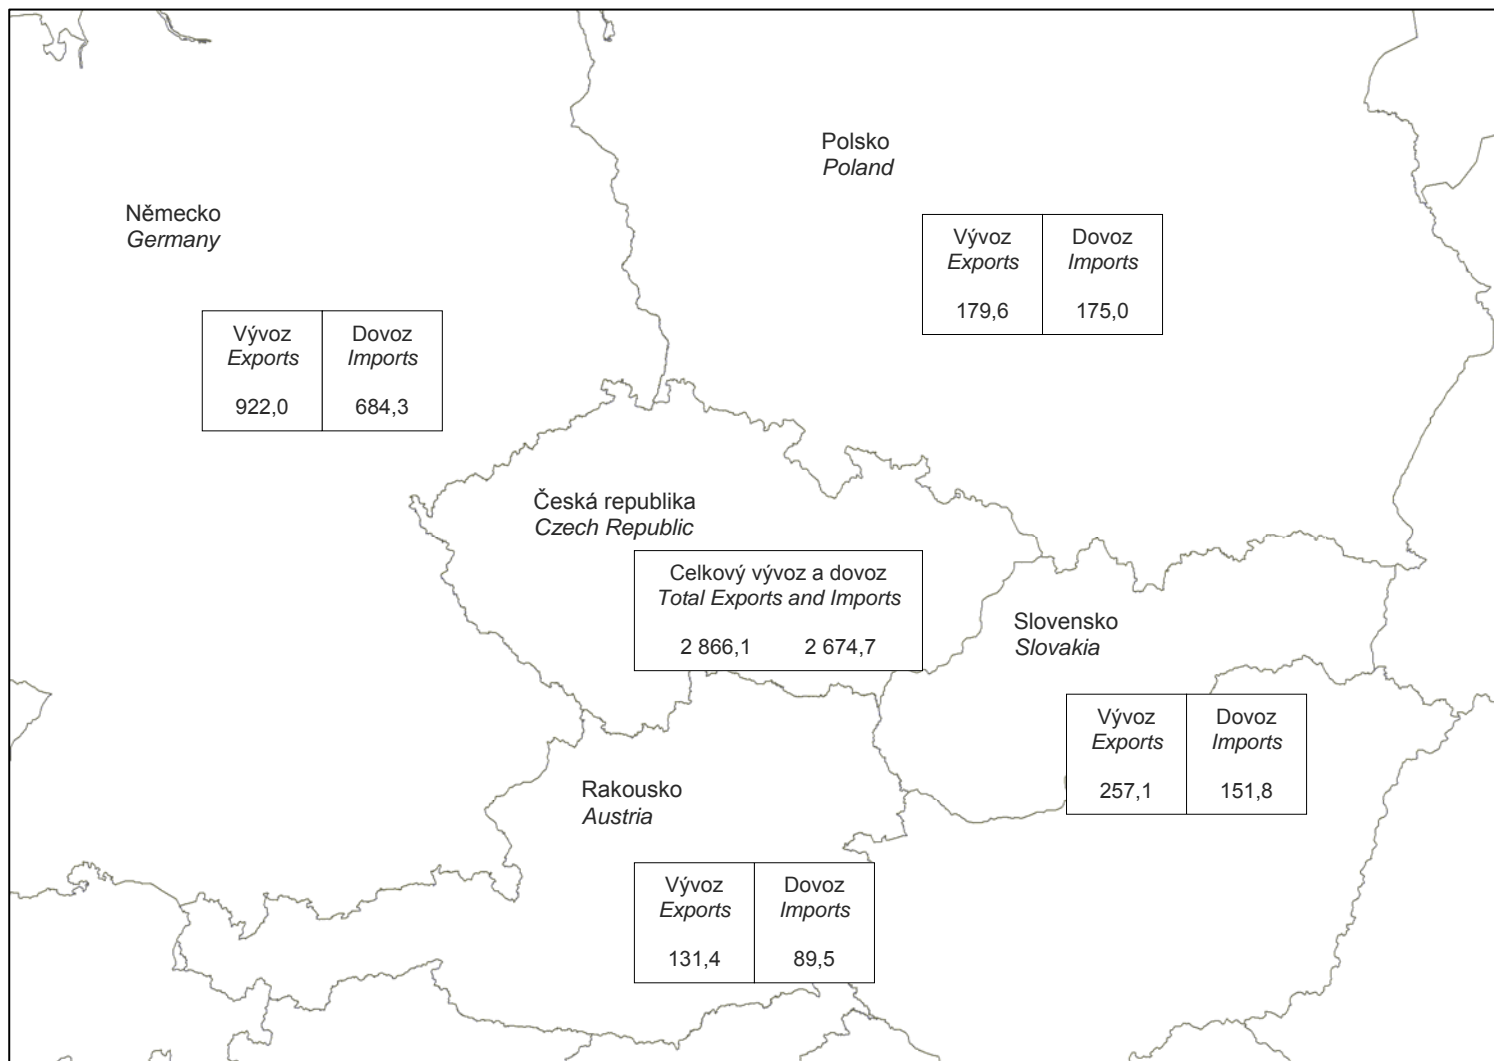 Polsko
Poland
Německo
Germany
Vývoz Dovoz
Exports Imports
179,6 175,0
Vývoz Dovoz
Exports Imports
922,0 684,3
Česká republika
Czech Republic
Celkový vývoz a dovoz
Total Exports and Imports
2 866,1 2 674,7
Slovensko
Slovakia
Vývoz Dovoz
Exports Imports
257,1 151,8
Rakousko
Austria
Vývoz Dovoz
Exports Imports
131,4 89,5